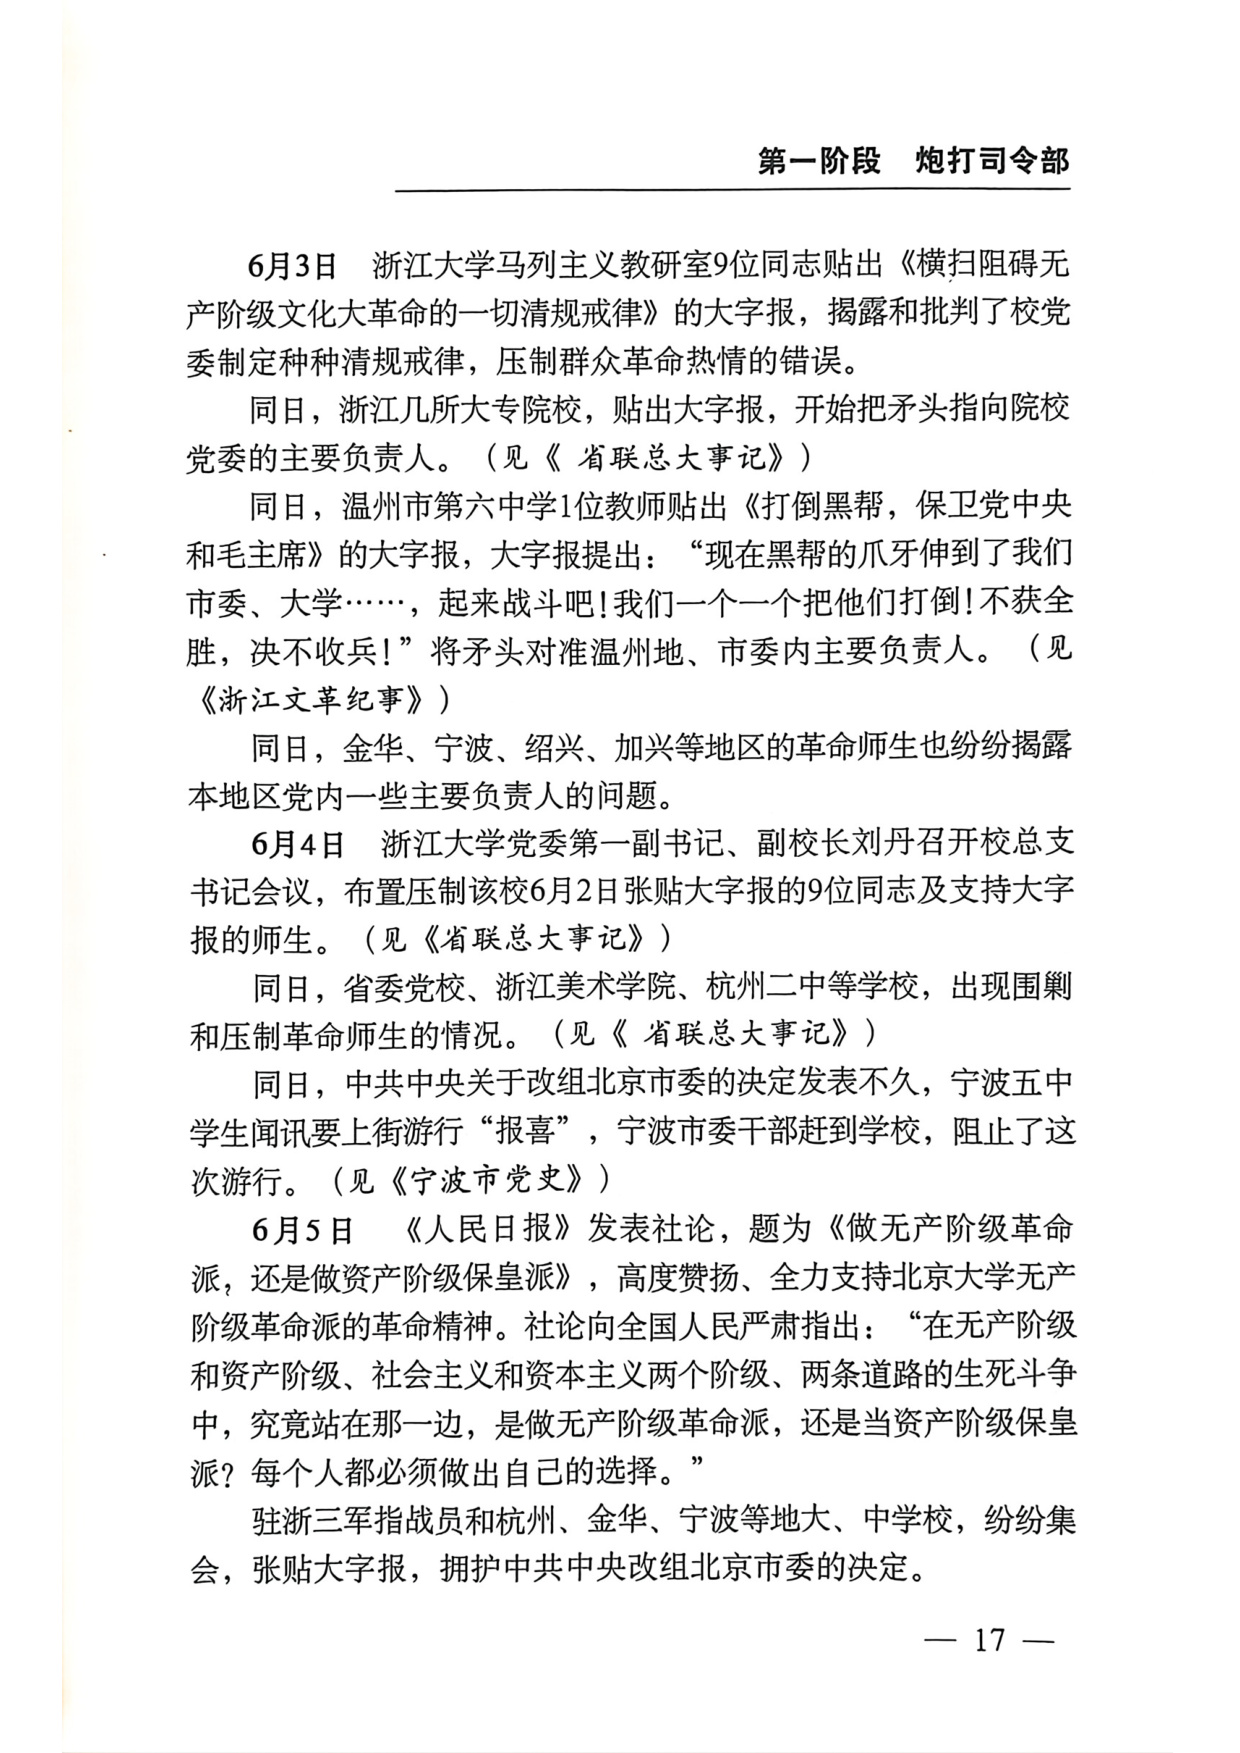 第一阶段　炮打司令部
6月3日　浙江大学马列主义教研室9位同志贴出《横扫阻碍无
产阶级文化大革命的一切清规戒律》的大字报，揭露和批判了校党
委制定种种清规戒律，压制群众革命热情的错误。
同日，浙江几所大专院校，贴出大字报，开始把矛头指向院校
党委的主要负责人。（见《 省联总大事记》）
同日，温州市第六中学1位教师贴出《打倒黑帮，保卫党中央
和毛主席》的大字报，大字报提出：“现在黑帮的爪牙伸到了我们
市委、大学……，起来战斗吧!我们一个一个把他们打倒!不获全
胜，决不收兵!”将矛头对准温州地、市委内主要负责人。（见
《浙江文革纪事》）
同日，金华、宁波、绍兴、加兴等地区的革命师生也纷纷揭露
本地区党内一些主要负责人的问题。
6月4日　浙江大学党委第一副书记、副校长刘丹召开校总支
书记会议，布置压制该校6月2日张贴大字报的9位同志及支持大字
报的师生。（见《省联总大事记》）
同日，省委党校、浙江美术学院、杭州二中等学校，出现围剿
和压制革命师生的情况。（见《 省联总大事记》）
同日，中共中央关于改组北京市委的决定发表不久，宁波五中
学生闻讯要上街游行“报喜”，宁波市委干部赶到学校，阻止了这
次游行。（见《宁波市党史》）
6月5日　《人民日报》发表社论，题为《做无产阶级革命
派，还是做资产阶级保皇派》，高度赞扬、全力支持北京大学无产
阶级革命派的革命精神。社论向全国人民严肃指出：“在无产阶级
和资产阶级、社会主义和资本主义两个阶级、两条道路的生死斗争
中，究竟站在那一边，是做无产阶级革命派，还是当资产阶级保皇
派？每个人都必须做出自己的选择。”
驻浙三军指战员和杭州、金华、宁波等地大、中学校，纷纷集
会，张贴大字报，拥护中共中央改组北京市委的决定。
— 17 —